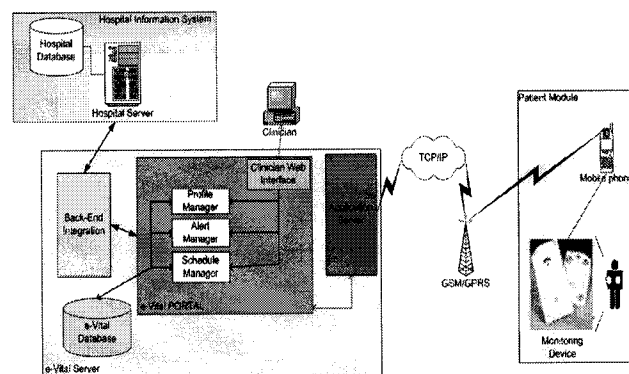 Hospital Information System
Hospital
Database
Hospital Server
Clinician
Clinician Web
Interface
Profile
Manager
Alert
Manager
Schedule
Manager
Back-End
Integration
e-Vital
Database
e-Vital PORTAL
e-Vital Server
Server
TCP/IP
GSM/GPRS
Patient Module
Mobile phone
Monitoring
Device